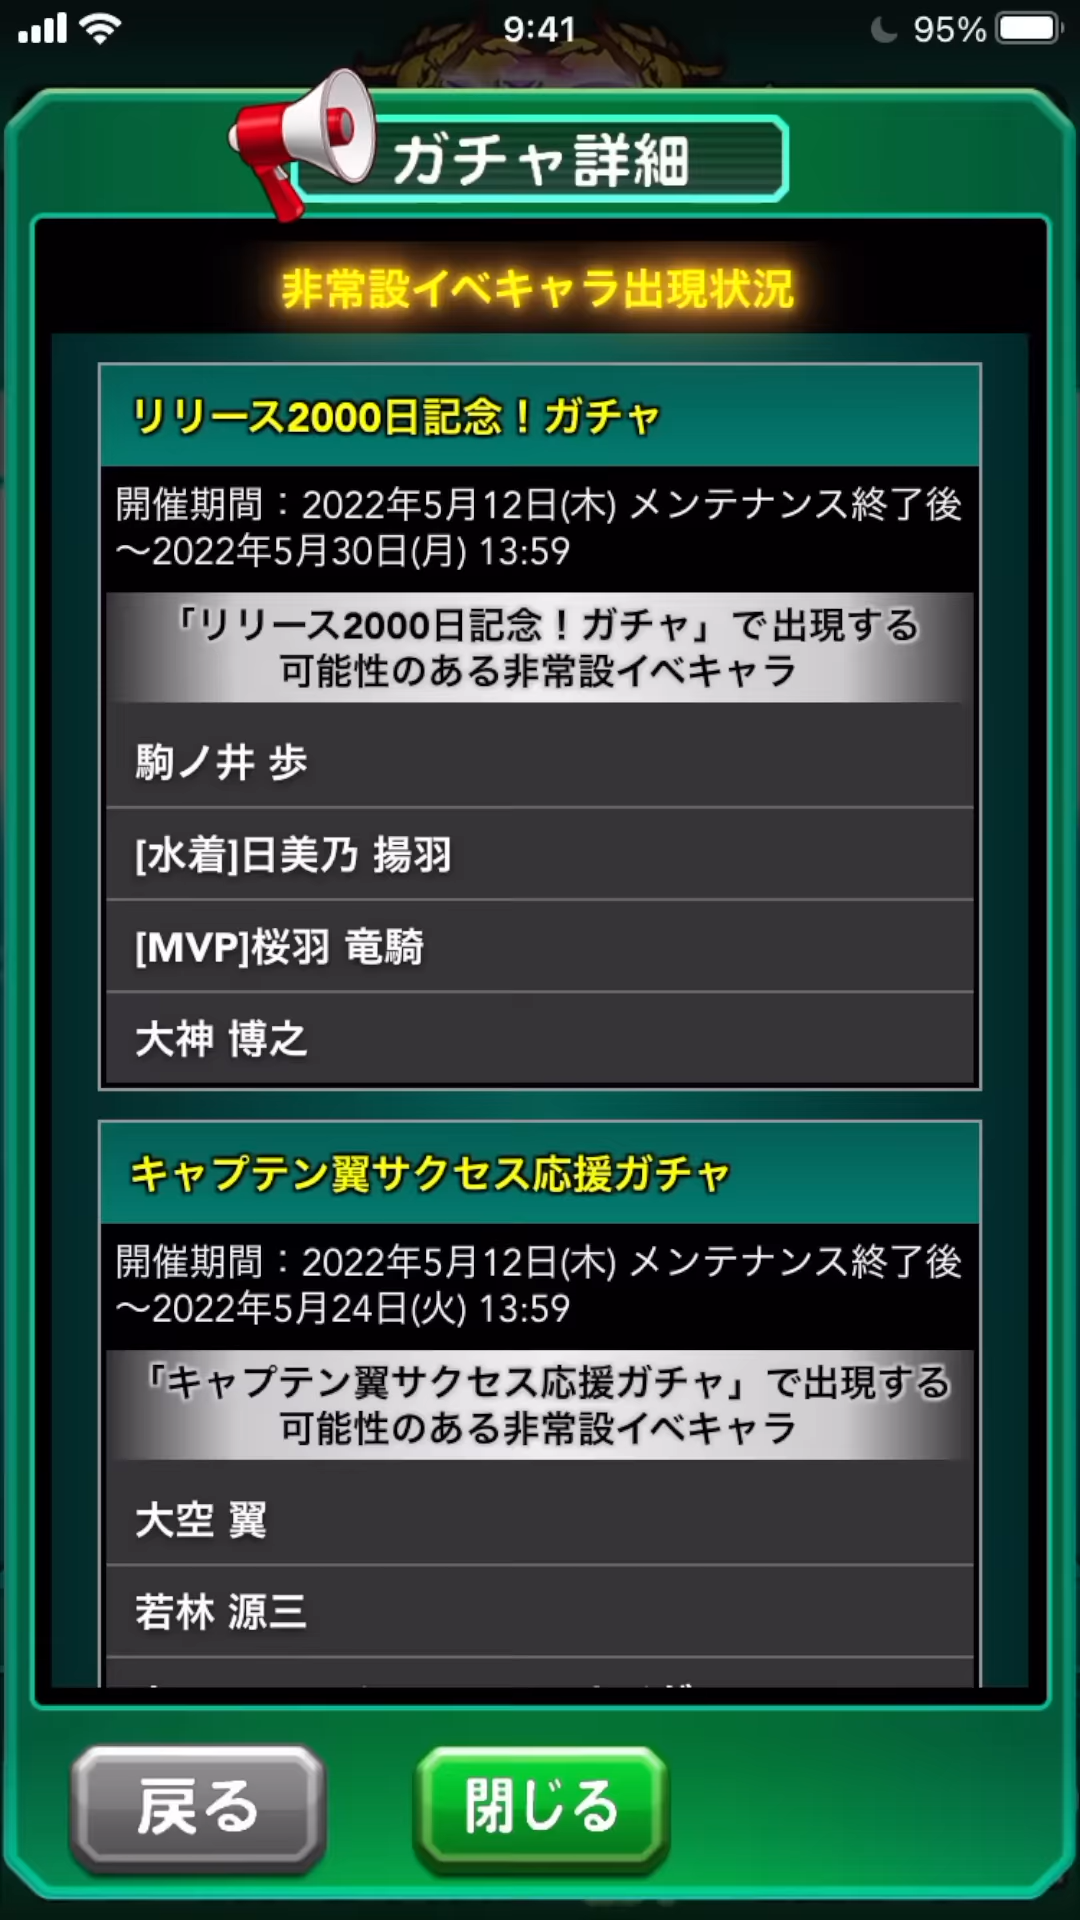 9:41
95%
ガチャ詳細
非常設イベキャラ出現状況
リリース2000日記念！ガチャ
開催期間：2022年5月12日(木) メンテナンス終了後
～2022年5月30日(月) 13:59
「リリース2000日記念！ガチャ」で出現する
可能性のある非常設イベキャラ
駒ノ井 歩
[水着]日美乃 揚羽
[MVP]桜羽 竜騎
大神 博之
キャプテン翼サクセス応援ガチャ
開催期間：2022年5月12日(木) メンテナンス終了後
～2022年5月24日(火) 13:59
「キャプテン翼サクセス応援ガチャ」で出現する
可能性のある非常設イベキャラ
大空 翼
若林 源三
戻る
閉じる